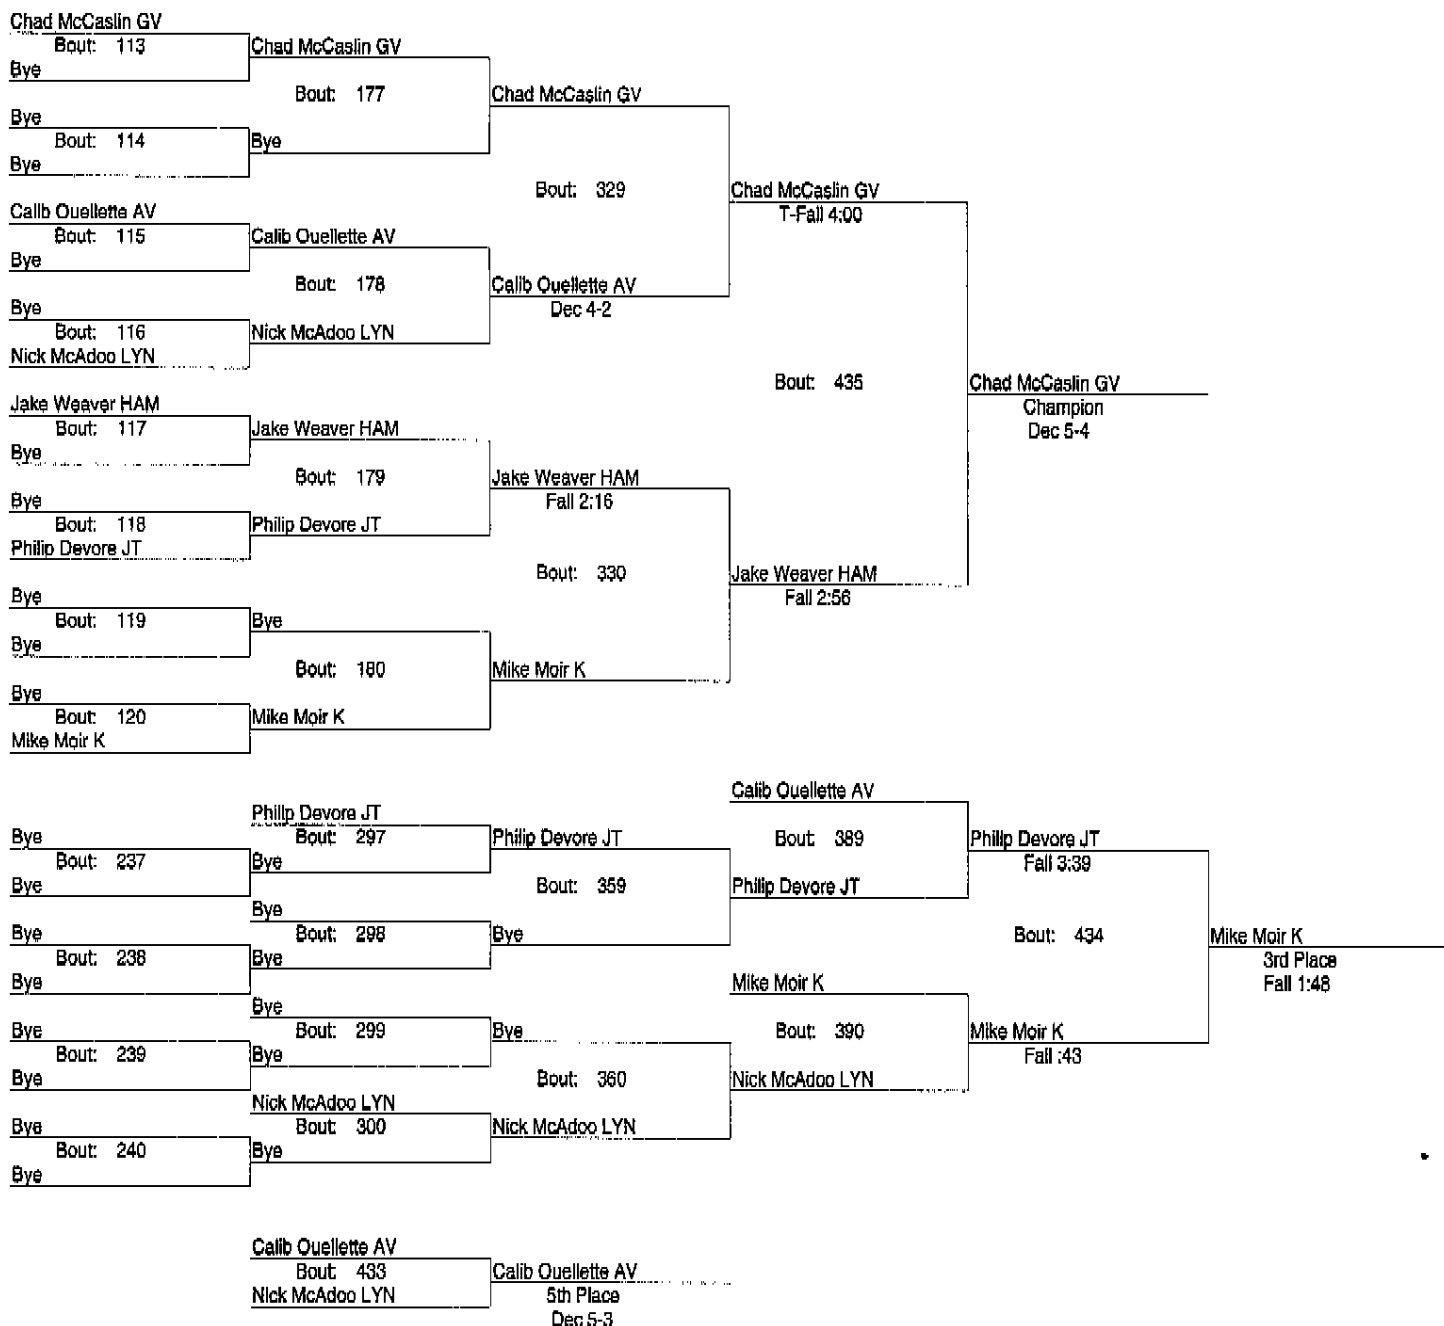 Chad McCaslin GV
Bout: 113
Bye
Chad McCaslin GV
Bout: 177
Bye
Bout: 114
Bye
Bye
Chad McCaslin GV
Bout: 329
Calib Ouellette AV
Bout: 115
Bye
Calib Ouellette AV
Bout: 178
Bye
Bout: 116
Nick McAdoo LYN
Nick McAdoo LYN
Calib Ouellette AV
Dec 4-2
Chad McCaslin GV
T-Fall 4:00
Bout: 435
Jake Weaver HAM
Bout: 117
Bye
Jake Weaver HAM
Bout: 179
Bye
Bout: 118
Philip Devore JT
Philip Devore JT
Jake Weaver HAM
Fall 2:16
Bout: 330
Bye
Bout: 119
Bye
Bye
Bout: 180
Bye
Bout: 120
Mike Moir K
Mike Moir K
Mike Moir K
Jake Weaver HAM
Fall 2:56
Chad McCaslin GV
Champion
Dec 5-4
Bye
Bout: 237
Bye
Philip Devore JT
Bout: 297
Bye
Philip Devore JT
Bout: 359
Bye
Bout: 238
Bye
Bye
Bout: 298
Bye
Bye
Calib Ouellette AV
Bout: 389
Philip Devore JT
Philip Devore JT
Fall 3:39
Bout: 434
Bye
Bout: 239
Bye
Bye
Bout: 299
Bye
Bye
Bout: 360
Bye
Bout: 240
Bye
Nick McAdoo LYN
Bout: 300
Bye
Nick McAdoo LYN
Mike Moir K
Bout: 390
Nick McAdoo LYN
Mike Moir K
Fall :43
Mike Moir K
3rd Place
Fall 1:48
Calib Ouellette AV
Bout: 433
Nick McAdoo LYN
Calib Ouellette AV
5th Place
Dec 5-3